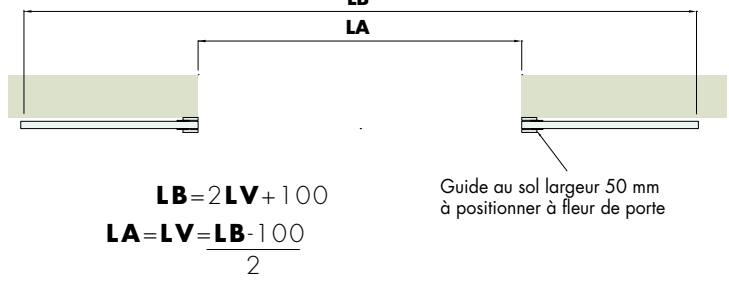 LB
LA
LB=2LV+100
LA=LV=LB-100
2
Guide au sol largeur 50 mm
à positionner à fleur de porte